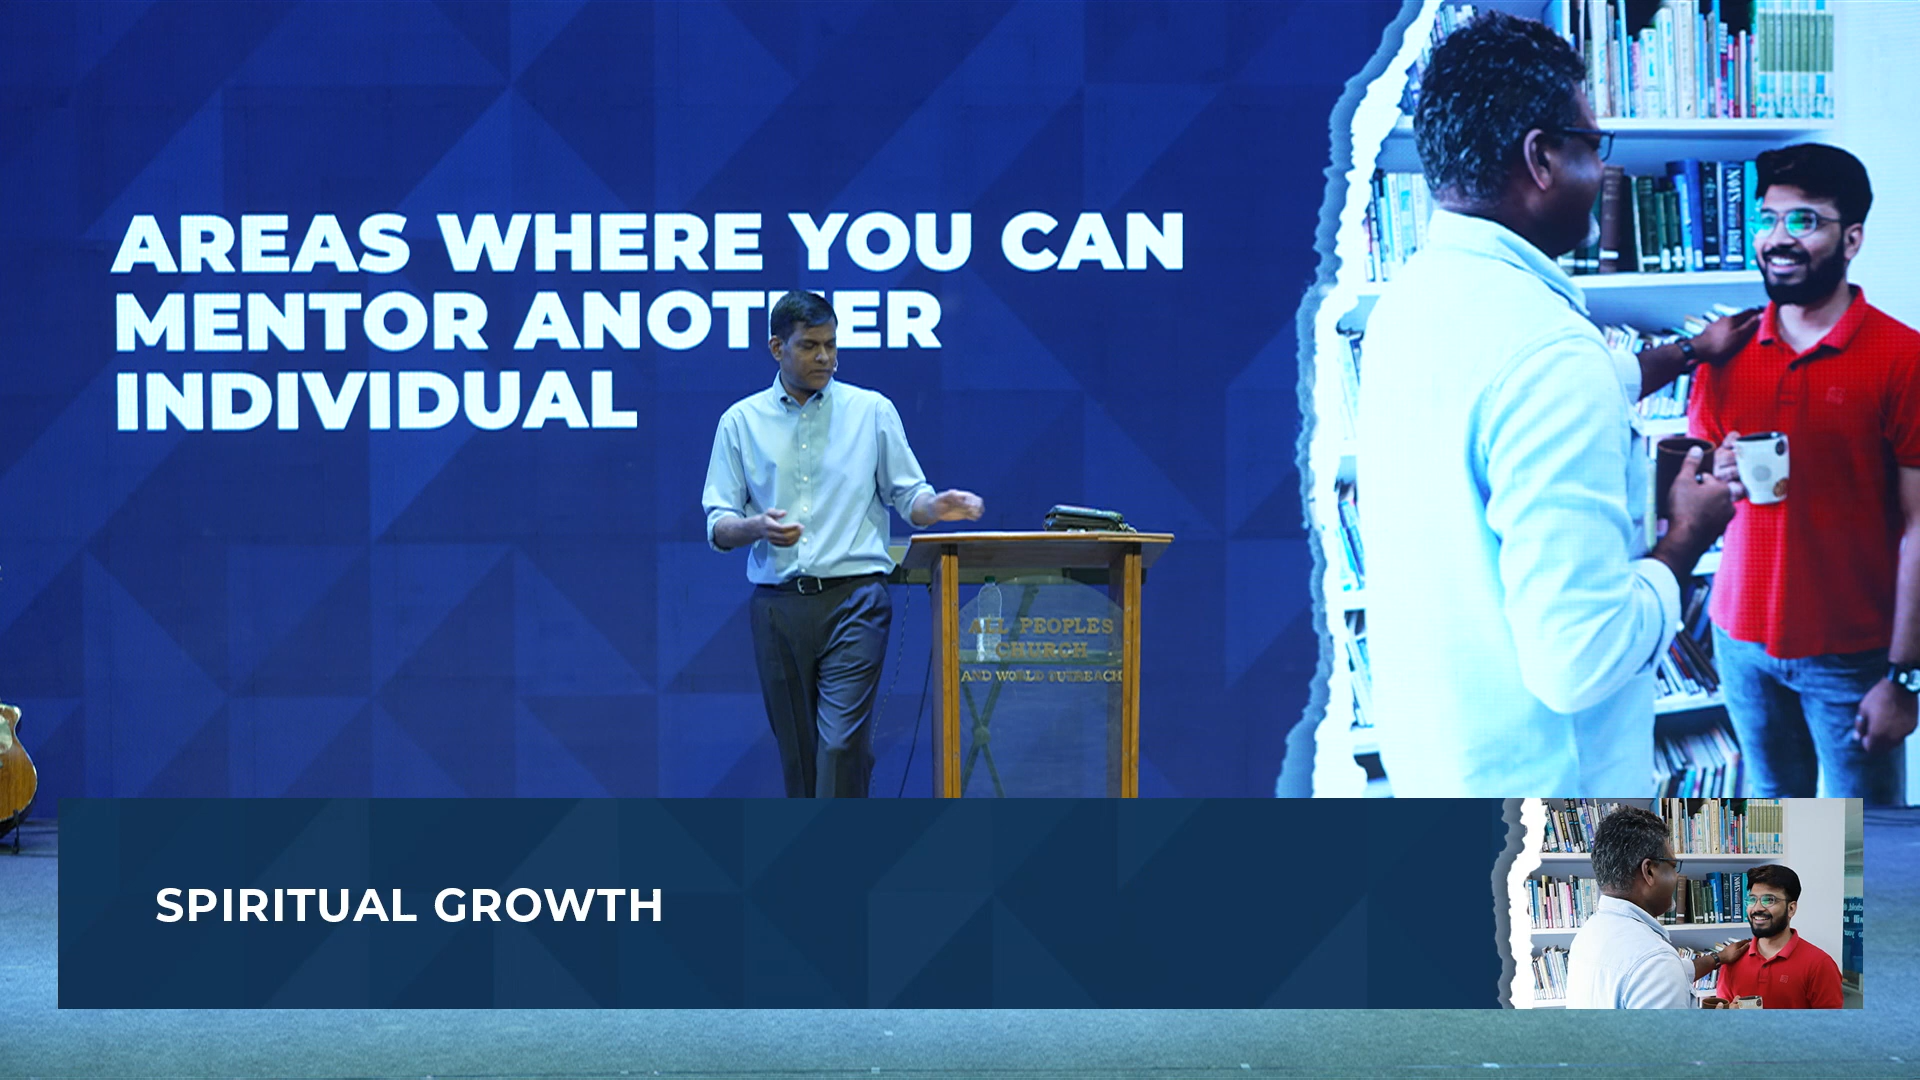 AREAS WHERE YOU CAN
MENTOR ANOTHER
INDIVIDUAL
ALL PEOPLES
CHURCH
AND WORLD OUTREACH
SPIRITUAL GROWTH